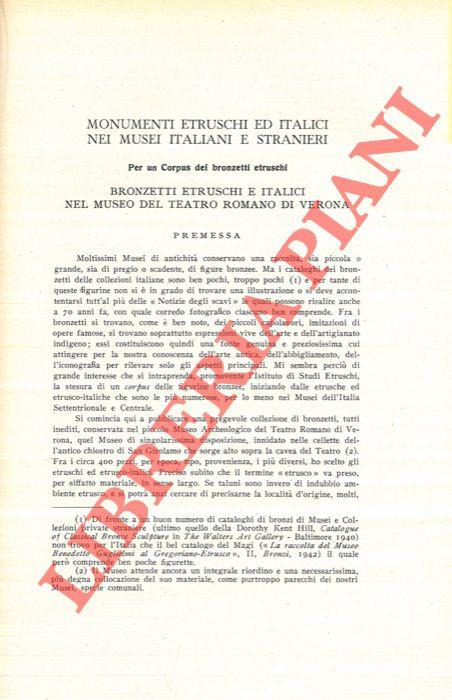 MONUMENTI ETRUSCHI ED ITALICI
NEI MUSEI ITALIANI E STRANIERI
Per un Corpus dei bronzetti etruschi
BRONZETTI ETRUSCHI E ITALICI
NEL MUSEO DEL TEATRO ROMANO DI VERONA
PREMESSA
Moltissimi Musei di antichità conservano una raccolta, sia piccola o
grande, sia di pregio o scadente, di figure bronzee. Ma i cataloghi dei bron-
zetti delle collezioni italiane sono ben pochi, troppo pochi (1) e per tante di
queste figurine non si è in grado di trovare una illustrazione o si deve accon-
tentarsi tutt'al più delle « Notizie degli scavi » le quali possono risalire anche
a 70 anni fa, con quale corredo fotografico ciascuno comprende. Fra i
bronzetti si trovano, come è ben noto, dei piccoli capolavori, imitazioni di
opere famose, si trovano soprattutto espressioni vive dell'arte e dell'artigianato
indigeno; essi costituiscono quindi una fonte genuina e preziosissima cui
attingere per la nostra conoscenza dell'arte antica, dell'abbigliamento, del-
l'iconografia per rilevare solo gli aspetti principali. Mi sembra perciò di
grande interesse che si intraprenda, promovente l'Istituto di Studi Etruschi,
la stesura di un corpus delle figurine bronzee, iniziando dalle etrusche ed
etrusco-italiche che sono le più numerose, per lo meno nei Musei dell'Italia
Settentrionale e Centrale.
Si comincia qui a pubblicare una pregevole collezione di bronzetti, tutti
inediti, conservata nel piccolo Museo Archeologico del Teatro Romano di Ve-
rona, quel Museo di singolarissima disposizione, innidato nelle cellette del-
l'antico chiostro di San Girolamo che sorge alto sopra la cavea del Teatro (2).
Fra i circa 400 pezzi, per tipo, tempo, provenienza, i più diversi, ho scelto gli
etruschi ed etrusco-italici. Preciso subito che il termine « etrusco » va preso,
per siffatto materiale, in senso largo. Se taluni sono invero di indubbio am-
biente etrusco, e si potrà anzi cercare di precisarne la località d'origine, molti,
(1) Di fronte a un buon numero di cataloghi di bronzi di Musei e Col-
lezioni private straniere (ultimo quello della Dorothy Kent Hill, Catalogue
of Classical Bronze Sculpture in The Walters Art Gallery - Baltimore 1940)
non trovo per l'Italia che il bel catalogo del Magi (« La raccolta del Museo
Benedetto Guglielmi al Gregoriano-Etrusco », II, Bronzi, 1942) il quale
però comprende ben poche figurette.
(2) Il Museo attende ancora un integrale riordino e una necessarissima,
più degna collocazione del suo materiale, come purtroppo parecchi dei nostri
Musei, specie comunali.
LIBRERIA PIANI